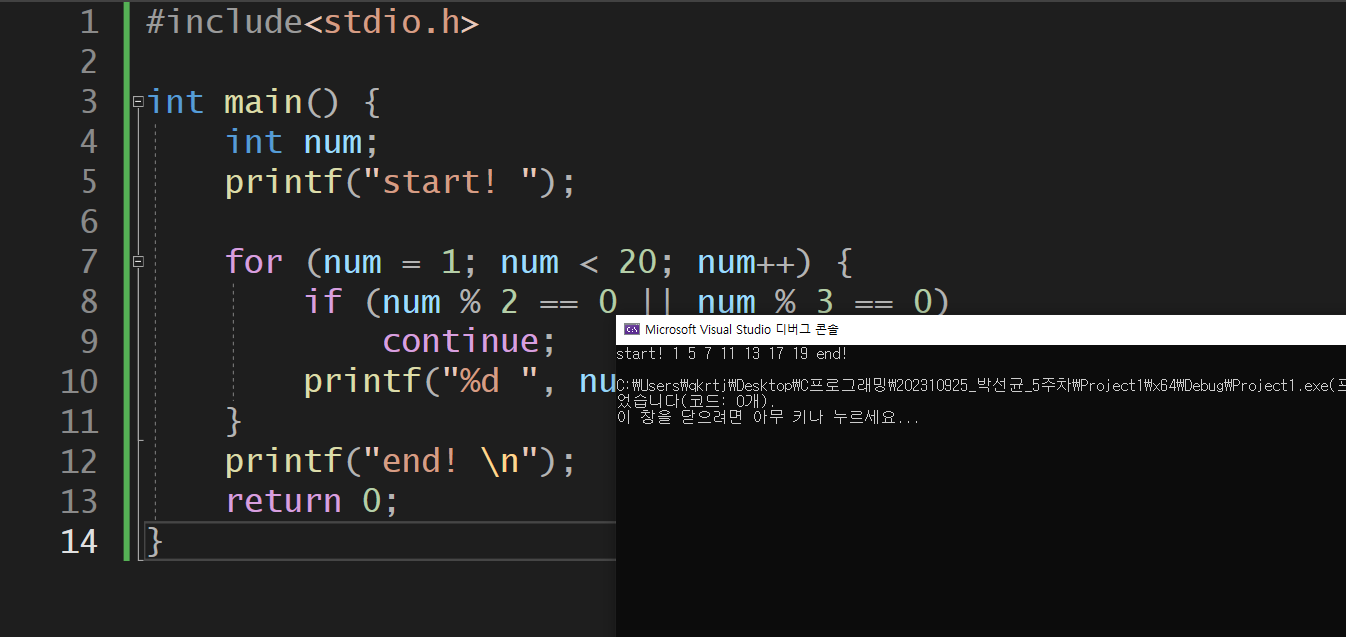 1 #include<stdio.h>
2
3 int main() {
4 int num;
5 printf("start! ");
6
7 for (num = 1; num < 20; num++) {
8 if (num % 2 == 0 || num % 3 == 0)
9 continue;
10 printf("%d ", nu
11 }
12 printf("end! \n");
13 return 0;
14 }
Microsoft Visual Studio 디버그 콘솔
start! 1 5 7 11 13 17 19 end!
C:₩Users₩qkrtj₩Desktop₩C프로그래밍₩202310925_박선균_5주차₩Project1₩x64₩Debug₩Project1.exe(프
었습니다(코드: 0개).
이 창을 닫으려면 아무 키나 누르세요...